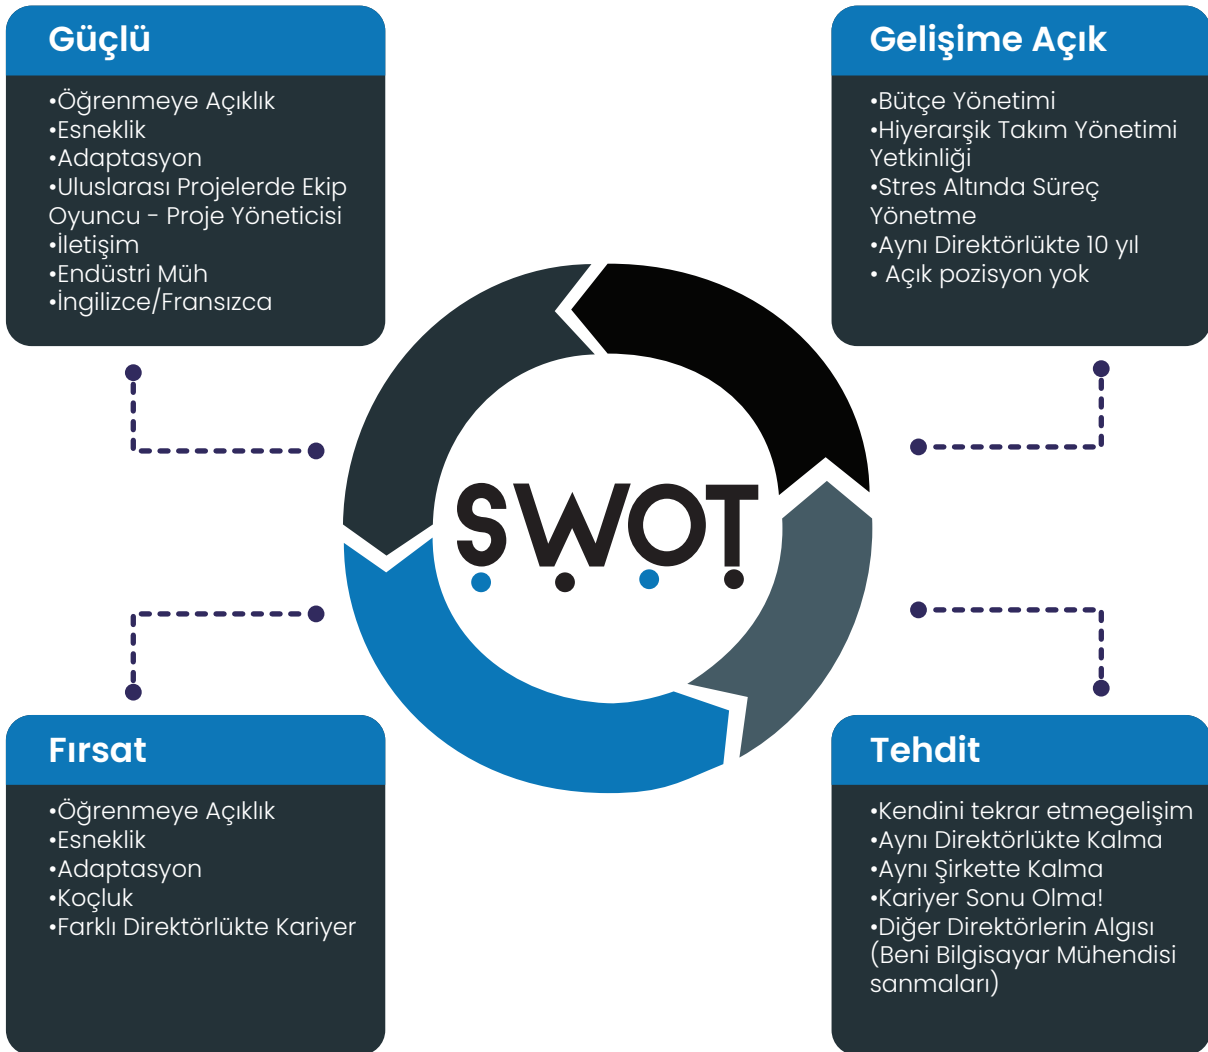 Güçlü
•Öğrenmeye Açıklık
•Esneklik
•Adaptasyon
•Uluslarası Projelerde Ekip
Oyuncu - Proje Yöneticisi
•İletişim
•Endüstri Müh
•İngilizce/Fransızca
Gelişime Açık
•Bütçe Yönetimi
•Hiyerarşik Takım Yönetimi
Yetkinliği
•Stres Altında Süreç
Yönetme
•Aynı Direktörlükte 10 yıl
• Açık pozisyon yok
SWOT
Fırsat
•Öğrenmeye Açıklık
•Esneklik
•Adaptasyon
•Koçluk
•Farklı Direktörlükte Kariyer
Tehdit
•Kendini tekrar etmegelişim
•Aynı Direktörlükte Kalma
•Aynı Şirkette Kalma
•Kariyer Sonu Olma!
•Diğer Direktörlerin Algısı
(Beni Bilgisayar Mühendisi
sanmaları)